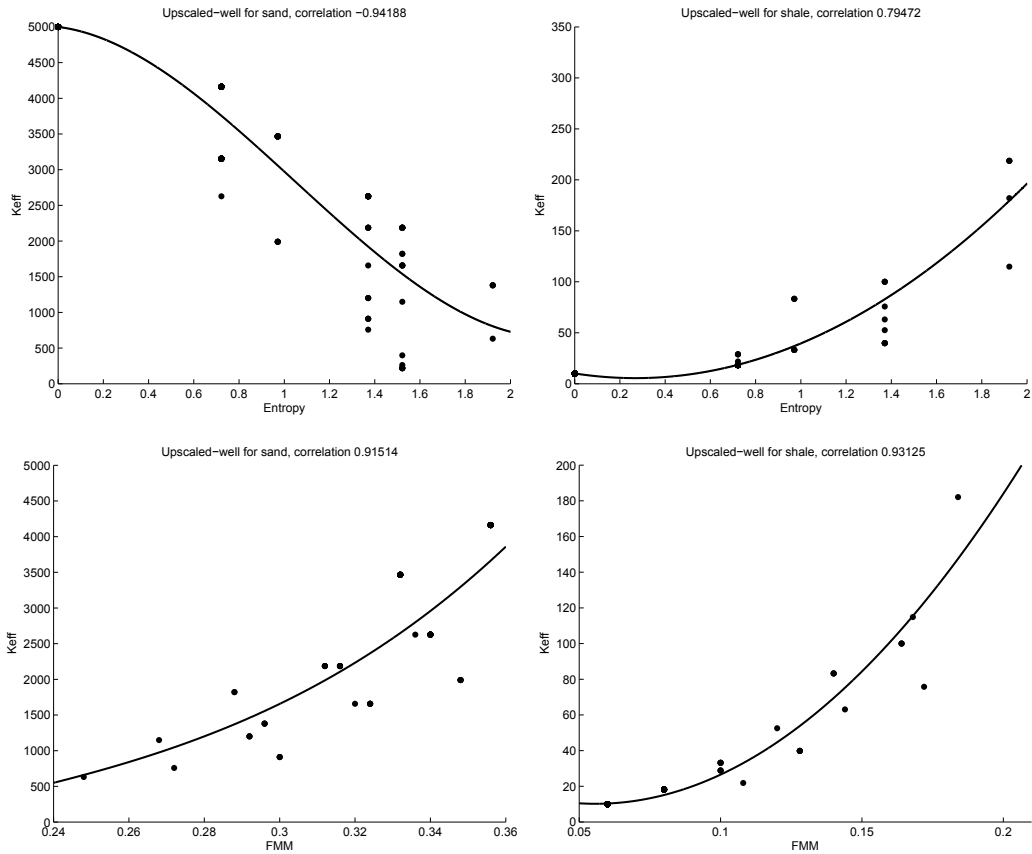 Upscaled−well for sand, correlation −0.94188
5000
4500
4000
3500
3000
2500
2000
1500
1000
500
0
Keff
0 0.2 0.4 0.6 0.8 1 1.2 1.4 1.6 1.8 2
Entropy
Upscaled−well for shale, correlation 0.79472
350
300
250
200
150
100
50
0
Keff
0 0.2 0.4 0.6 0.8 1 1.2 1.4 1.6 1.8 2
Entropy
Upscaled−well for sand, correlation 0.91514
5000
4500
4000
3500
3000
2500
2000
1500
1000
500
0
Keff
0.24 0.26 0.28 0.3 0.32 0.34 0.36
FMM
Upscaled−well for shale, correlation 0.93125
200
180
160
140
120
100
80
60
40
20
0
Keff
0.05 0.1 0.15 0.2
FMM